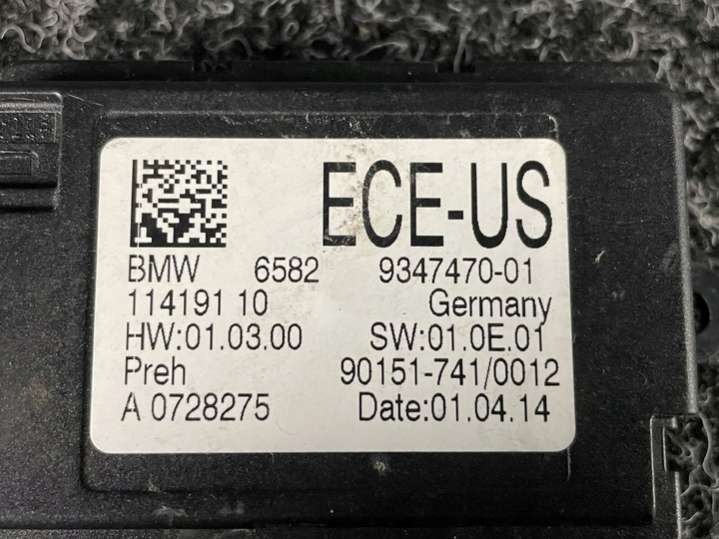 ECE-US
BMW 6582 9347470-01
114191 10 Germany
HW:01.03.00 SW:01.0E.01
Preh 90151-741/0012
A 0728275 Date:01.04.14